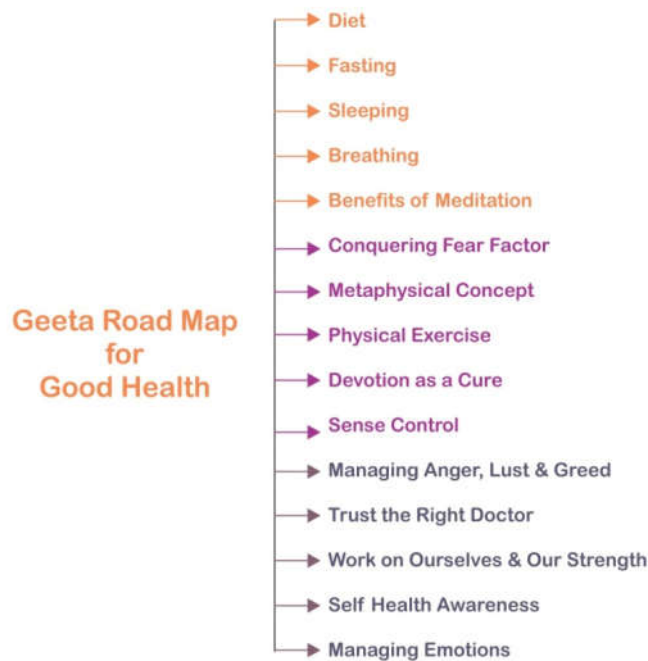 Diet
Fasting
Sleeping
Breathing
Benefits of Meditation
Conquering Fear Factor
Metaphysical Concept
Geeta Road Map
for
Good Health
Physical Exercise
Devotion as a Cure
Sense Control
Managing Anger, Lust & Greed
Trust the Right Doctor
Work on Ourselves & Our Strength
Self Health Awareness
Managing Emotions